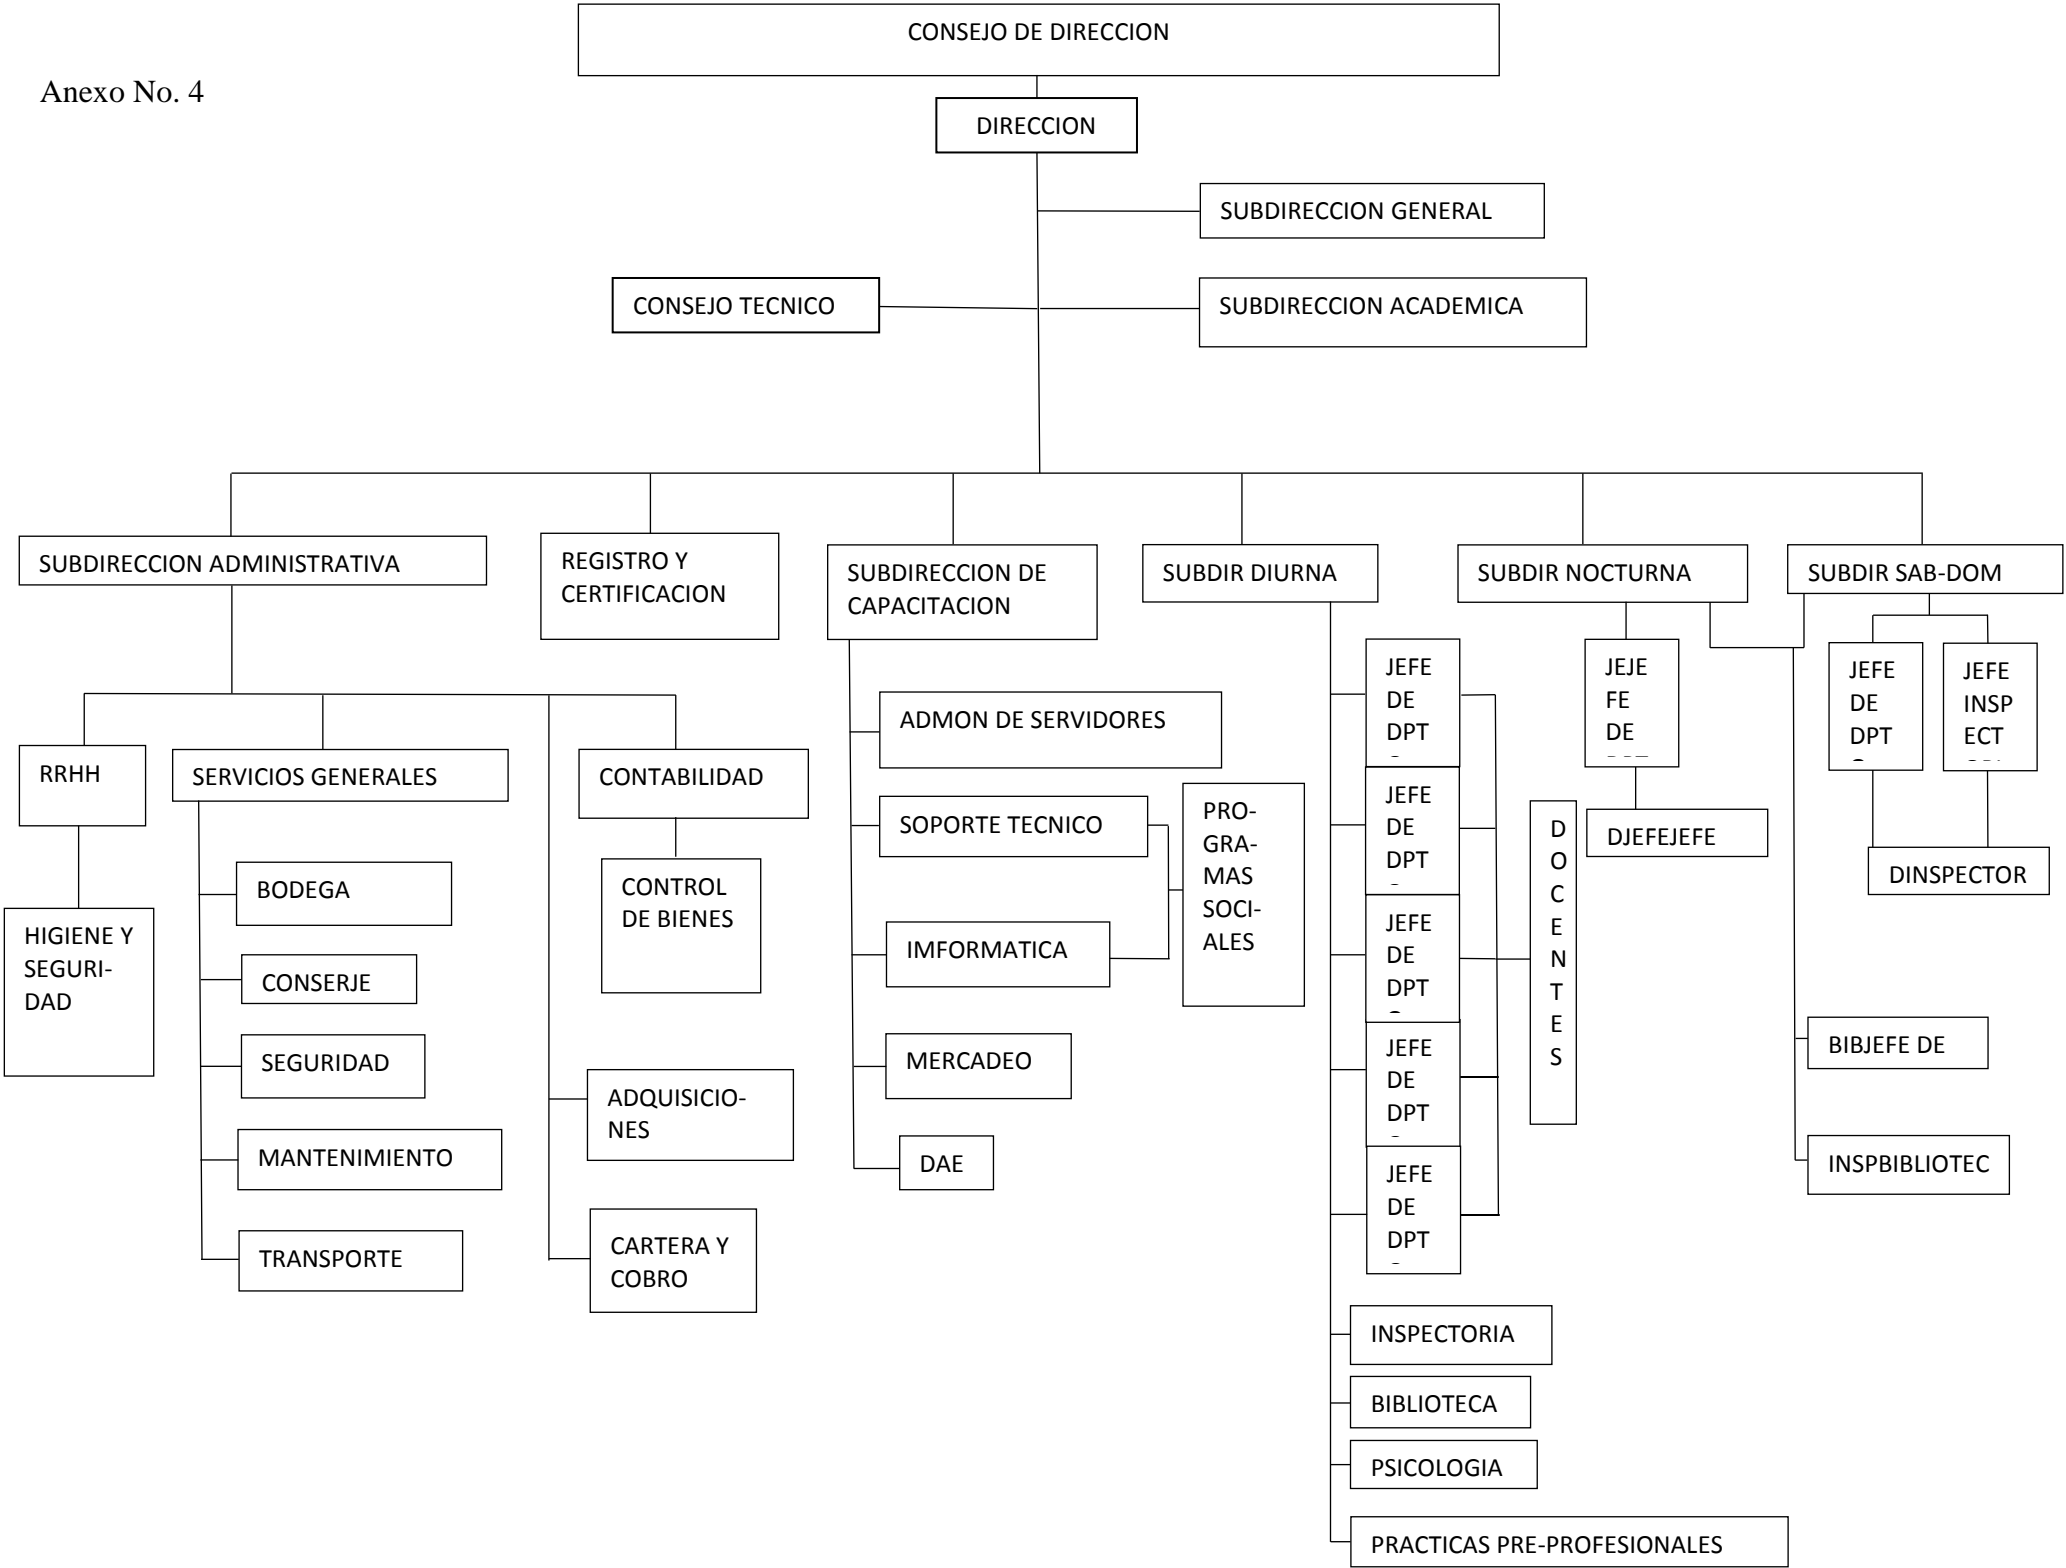 CONSEJO DE DIRECCION
Anexo No. 4
DIRECCION
SUBDIRECCION GENERAL
CONSEJO TECNICO
SUBDIRECCION ACADEMICA
SUBDIRECCION ADMINISTRATIVA
REGISTRO Y
CERTIFICACION
SUBDIRECCION DE
CAPACITACION
SUBDIR DIURNA
SUBDIR NOCTURNA
SUBDIR SAB-DOM
RRHH
HIGIENE Y
SEGURI-
DAD
SERVICIOS GENERALES
BODEGA
CONSERJE
SEGURIDAD
MANTENIMIENTO
TRANSPORTE
CONTABILIDAD
CONTROL
DE BIENES
ADQUISICIO-
NES
CARTERA Y
COBRO
ADMON DE SERVIDORES
SOPORTE TECNICO
IMFORMATICA
MERCADEO
DAE
PRO-
GRA-
MAS
SOCI-
ALES
JEFE
DE
DPT
JEFE
DE
DPT
JEFE
DE
DPT
JEFE
DE
DPT
JEFE
DE
DPT
D
O
C
E
N
T
E
S
INSPECTORIA
BIBLIOTECA
PSICOLOGIA
PRACTICAS PRE-PROFESIONALES
JEJE
FE
DE
DJEFEJEFE
JEFE
DE
DPT
JEFE
INSP
ECT
DINSPECTOR
BIBJEFE DE
INSPBIBLIOTEC